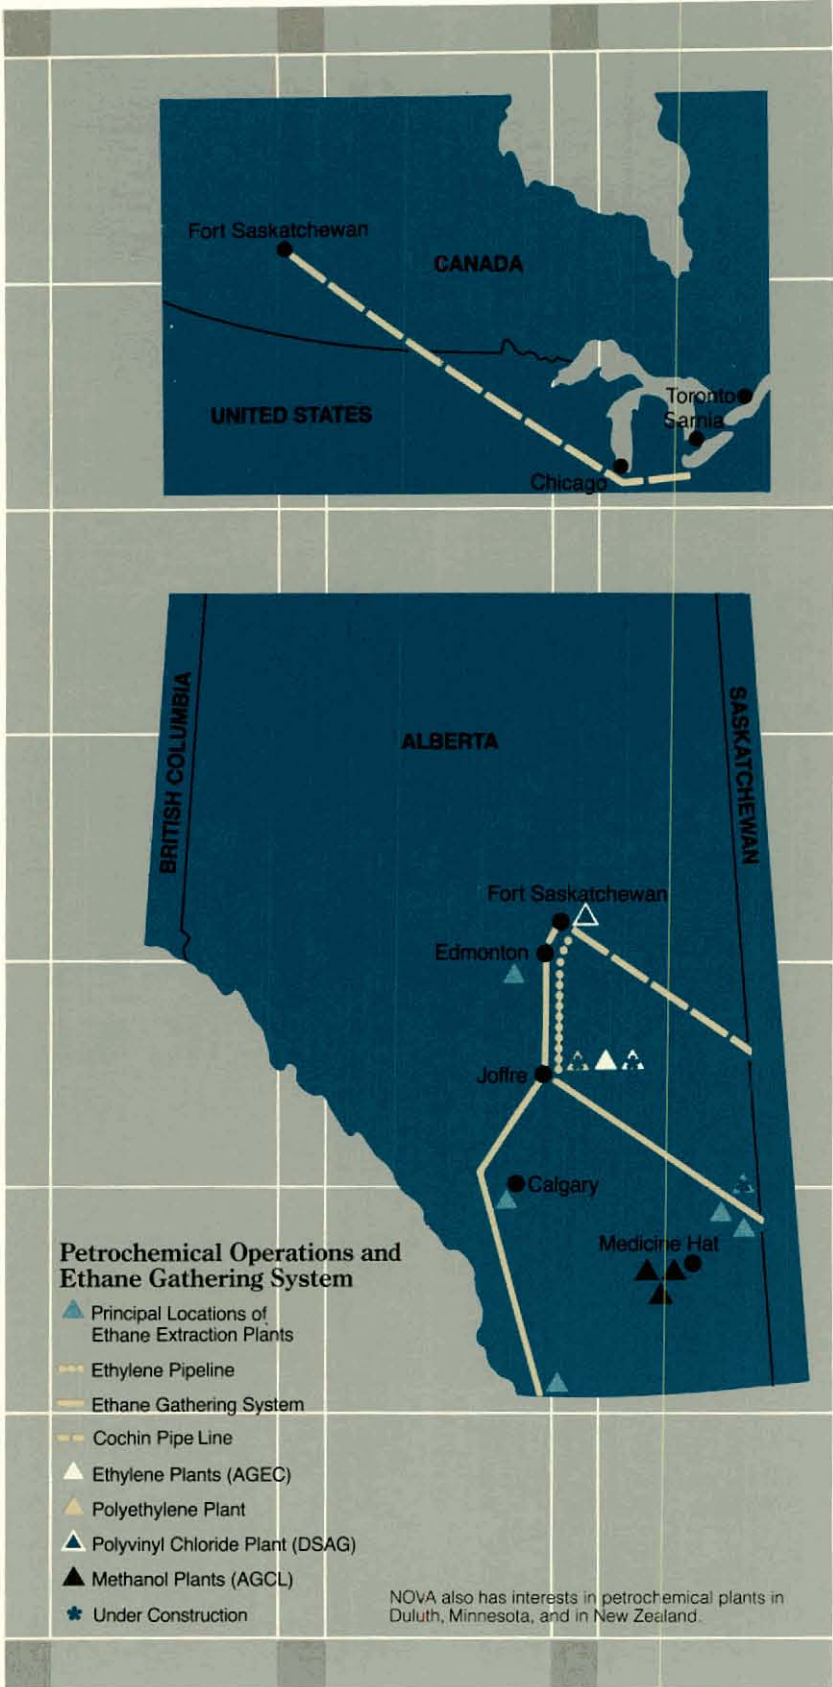 Fort Saskatchewan
CANADA
UNITED STATES
Toronto
Sarnia
Chicago
BRITISH COLUMBIA
ALBERTA
SASKATCHEWAN
Fort Saskatchewan
Edmonton
Joffre
Calgary
Medicine Hat
Petrochemical Operations and
Ethane Gathering System
Principal Locations of
Ethane Extraction Plants
Ethylene Pipeline
Ethane Gathering System
Cochin Pipe Line
Ethylene Plants (AGEC)
Polyethylene Plant
Polyvinyl Chloride Plant (DSAG)
Methanol Plants (AGCL)
Under Construction
NOVA also has interests in petrochemical plants in
Duluth, Minnesota, and in New Zealand.